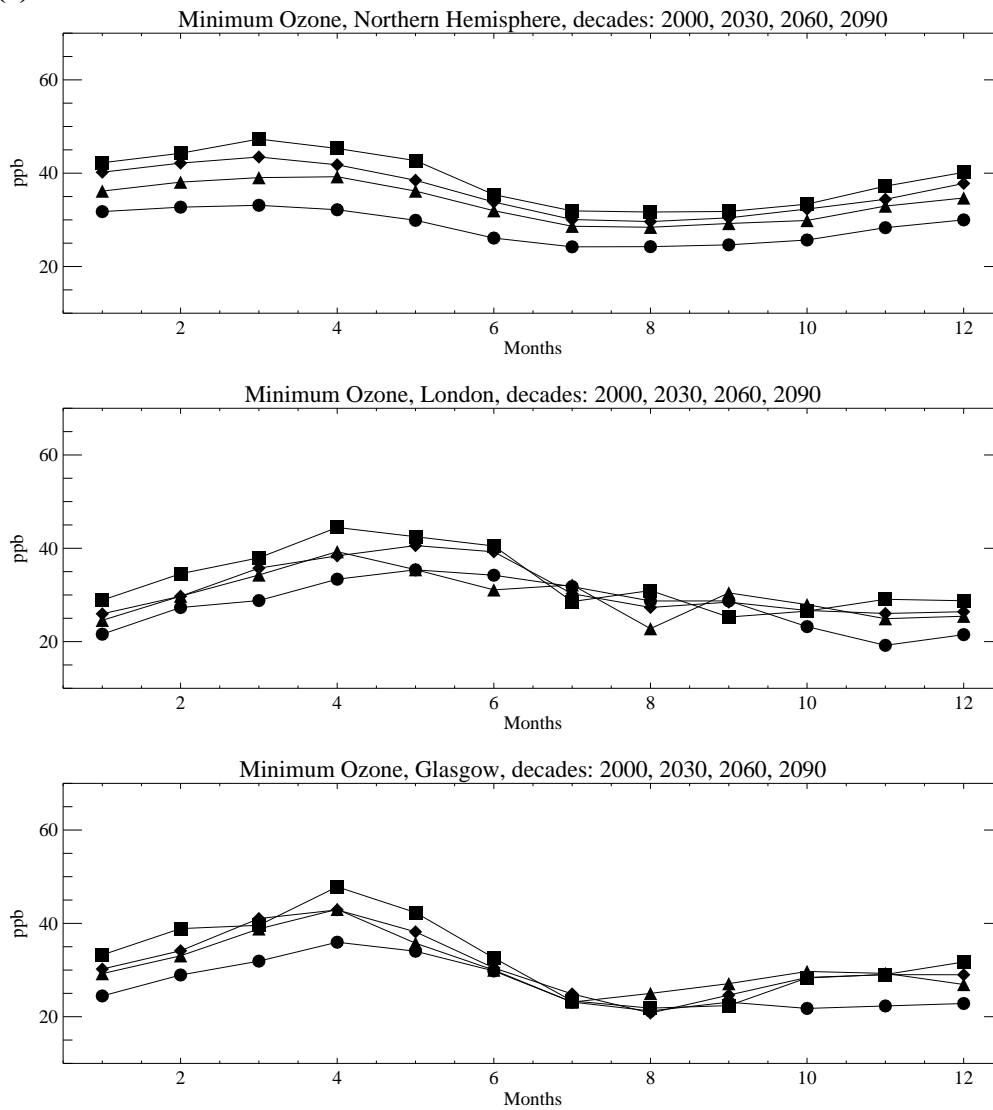 Minimum Ozone, Northern Hemisphere, decades: 2000, 2030, 2060, 2090
60
40
20
ppb
2 4 6 8 10 12
Months
Minimum Ozone, London, decades: 2000, 2030, 2060, 2090
60
40
20
ppb
2 4 6 8 10 12
Months
Minimum Ozone, Glasgow, decades: 2000, 2030, 2060, 2090
60
40
20
ppb
2 4 6 8 10 12
Months